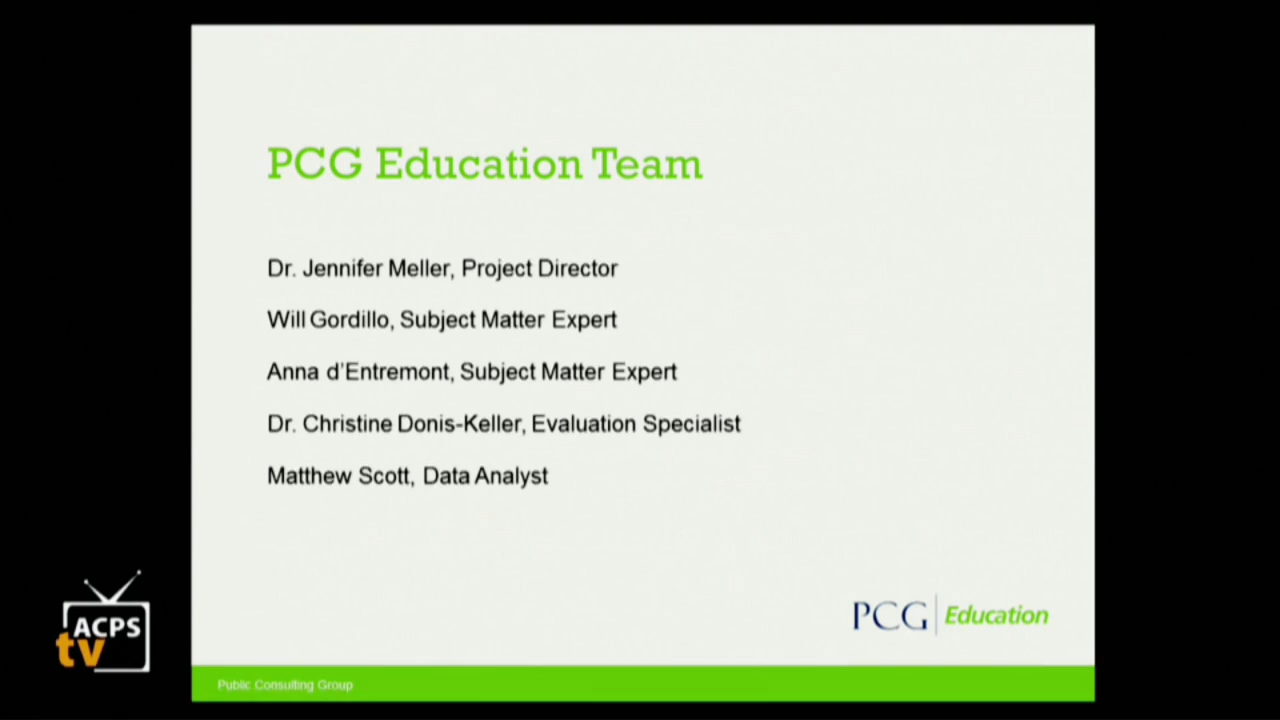 PCG Education Team
Dr. Jennifer Meller, Project Director
Will Gordillo, Subject Matter Expert
Anna d'Entremont, Subject Matter Expert
Dr. Christine Donis-Keller, Evaluation Specialist
Matthew Scott, Data Analyst
ACPS
tv
PCG Education
Public Consulting Group